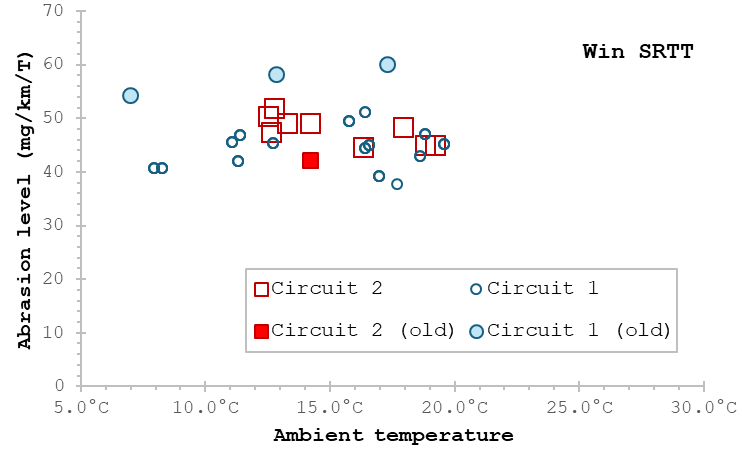 Win SRTT
Abrasion level (mg/km/T)
70
60
50
40
30
20
10
0
Circuit 2
Circuit 1
Circuit 2 (old)
Circuit 1 (old)
5.0°C 10.0°C 15.0°C 20.0°C 25.0°C 30.0°C
Ambient temperature